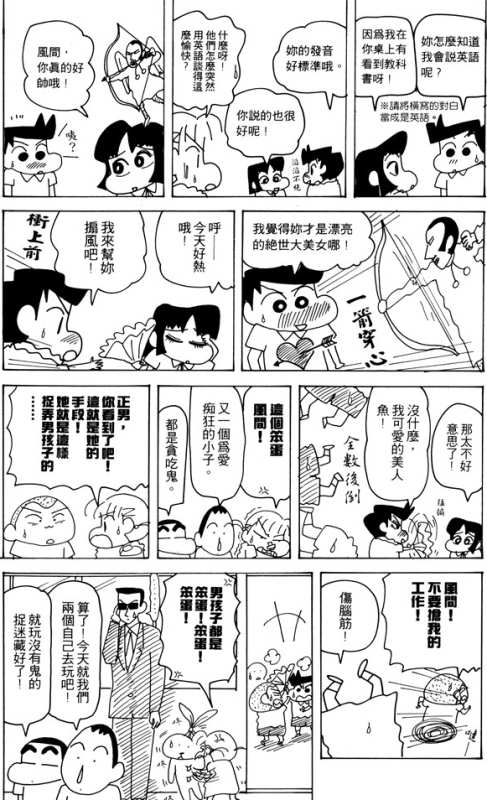 妳怎麼知道
我會說英語
呢？
因為我在
你桌上有
看到教科
書呀！
※請將橫寫的對白
當成是英語。
妳的發音
好標準哦。
你說的也很
好呢！
滔滔不絕
什麼呀！
他們怎麼突然
用英語談得這
麼愉快？
風間，
你真的好
帥哦！
咦？
我覺得妳才是漂亮
的絕世大美女哪！
一箭穿心
呼——
今天好熱
哦！
我來幫妳
搧風吧！
衝上前
那太不好
意思了！
沒什麼，
我可愛的美人
魚！
全數後倒
這個笨蛋
風間！
又一個為愛
痴狂的小子。
都是貪吃鬼。
正男，
你看到了吧！
這就是她的
手段！
她就是這樣
捉弄男孩子的
……
風間！
不要搶我的
工作！
傷腦筋！
男孩子都是
笨蛋！笨蛋！
笨蛋！
算了！今天就我們
兩個自己去玩吧！
就玩沒有鬼的
捉迷藏好了！